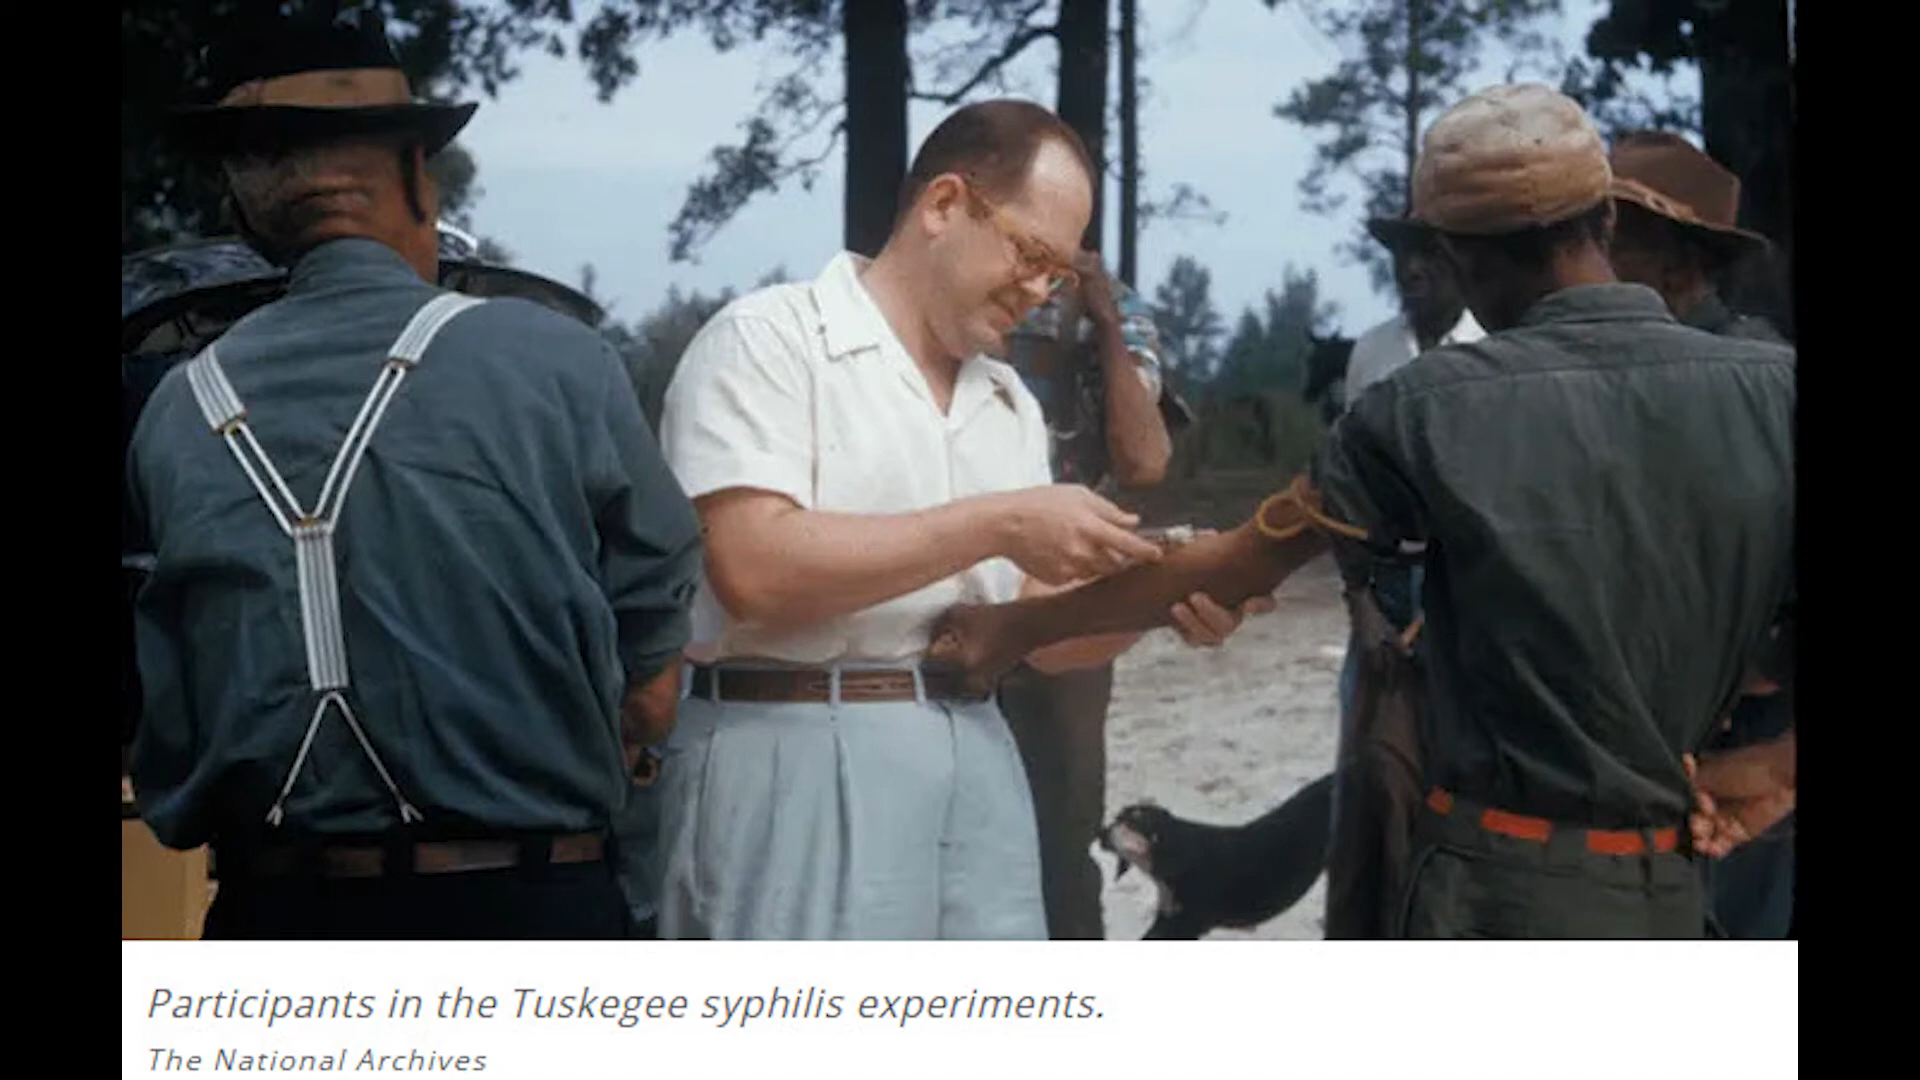 Participants in the Tuskegee syphilis experiments.
The National Archives